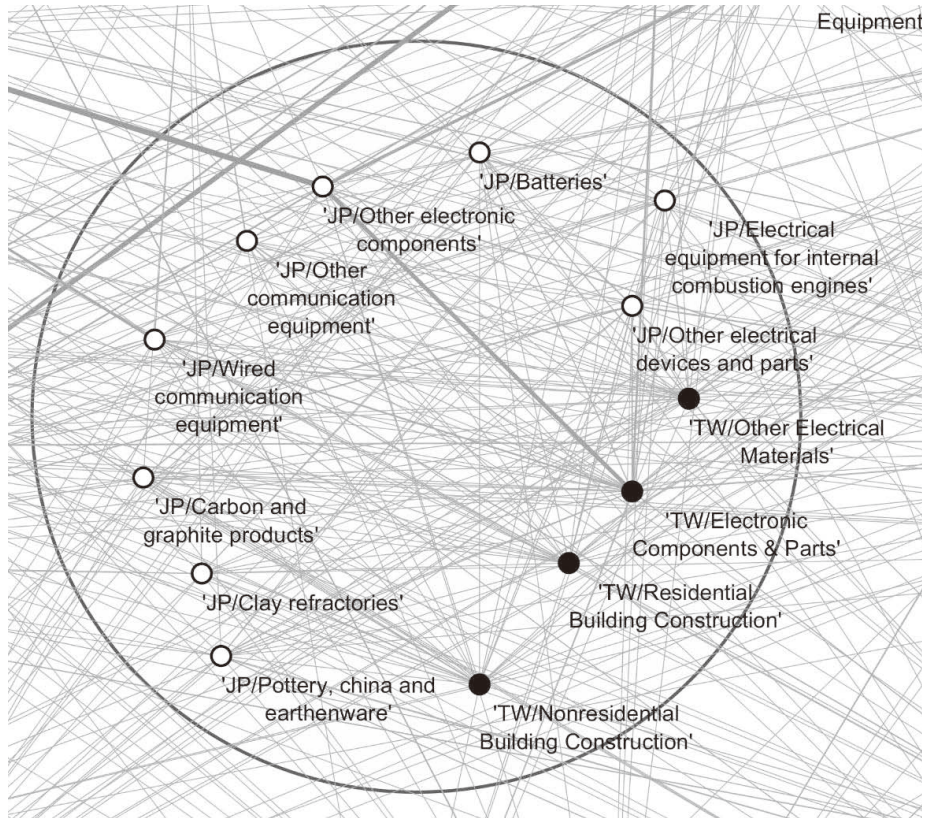 Equipment
'JP/Batteries'
'JP/Other electronic
components'
'JP/Electrical
equipment for internal
combustion engines'
'JP/Other
communication
equipment'
'JP/Other electrical
devices and parts'
'JP/Wired
communication
equipment'
'TW/Other Electrical
Materials'
'JP/Carbon and
graphite products'
'TW/Electronic
Components & Parts'
'JP/Clay refractories'
'TW/Residential
Building Construction'
'JP/Pottery, china and
earthenware'
'TW/Nonresidential
Building Construction'